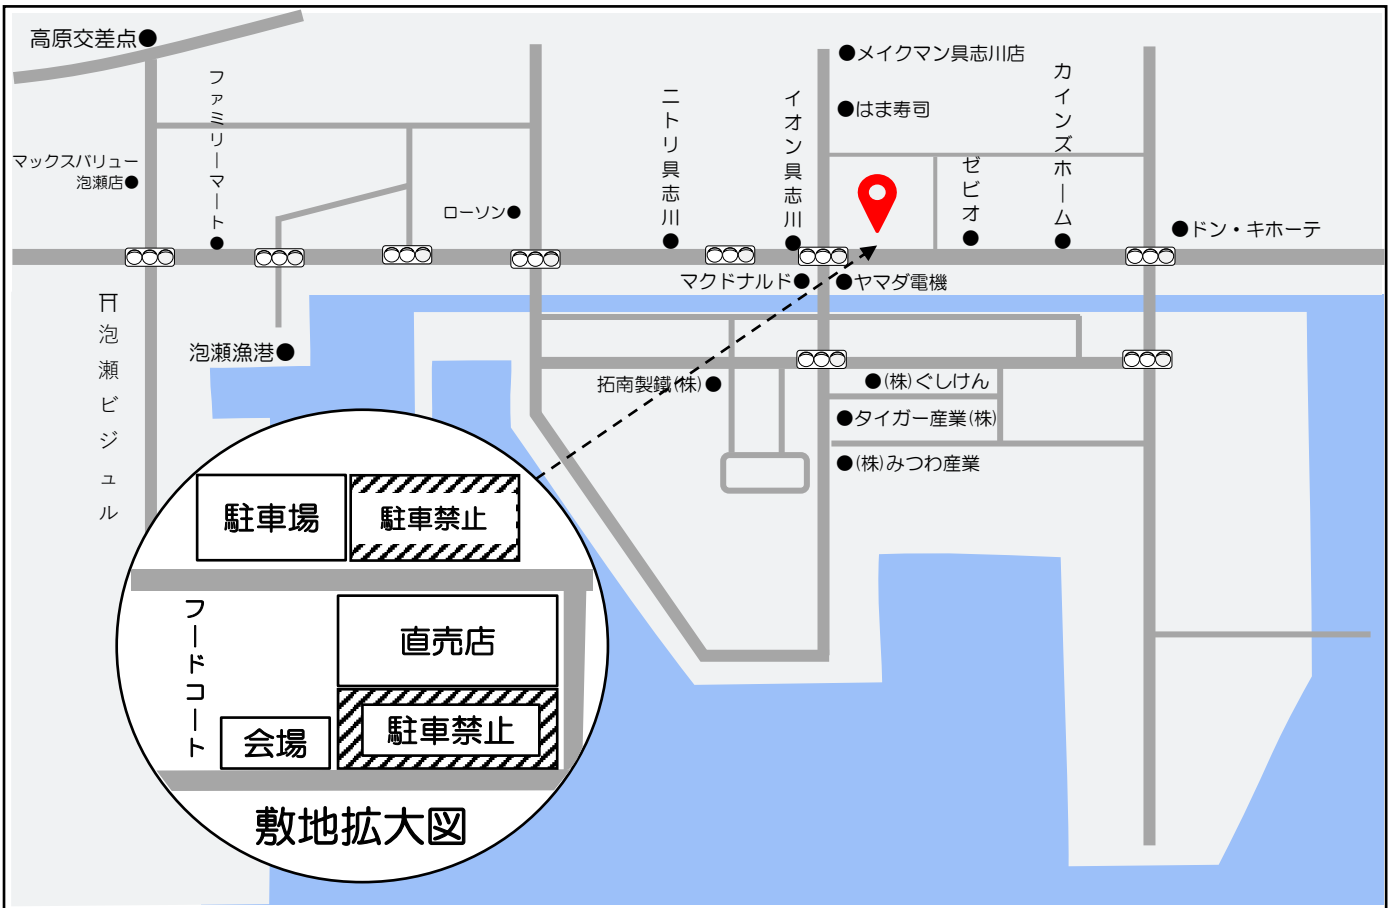 高原交差点●
●メイクマン具志川店
ファミリーマート
ニトリ具志川
イオン具志川
カインズホーム
●はま寿司
マックスバリュー
泡瀬店●
ゼビオ
ローソン●
●ドン・キホーテ
マクドナルド●
●ヤマダ電機
泡瀬ビジュル
泡瀬漁港●
拓南製鐵(株)●
●(株)ぐしけん
●タイガー産業(株)
●(株)みつわ産業
駐車場
駐車禁止
フードコート
直売店
会場
駐車禁止
敷地拡大図